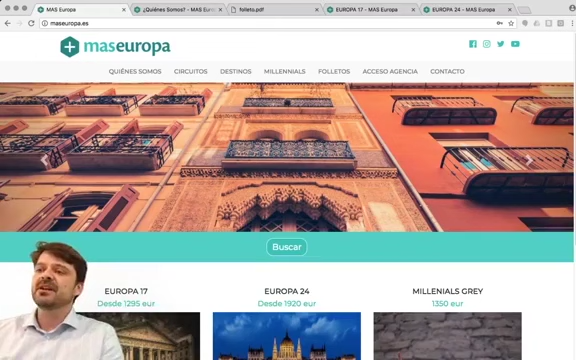 MAS Europa
¿Quiénes Somos? - MAS Euro
folleto.pdf
EUROPA 17 - MAS Europa
EUROPA 24 - MAS Europa
maseuropa.es
maseuropa
QUIÉNES SOMOS CIRCUITOS DESTINOS MILLENNIALS FOLLETOS ACCESO AGENCIA CONTACTO
Buscar
EUROPA 17
Desde 1295 eur
EUROPA 24
Desde 1920 eur
MILLENIALS GREY
1350 eur